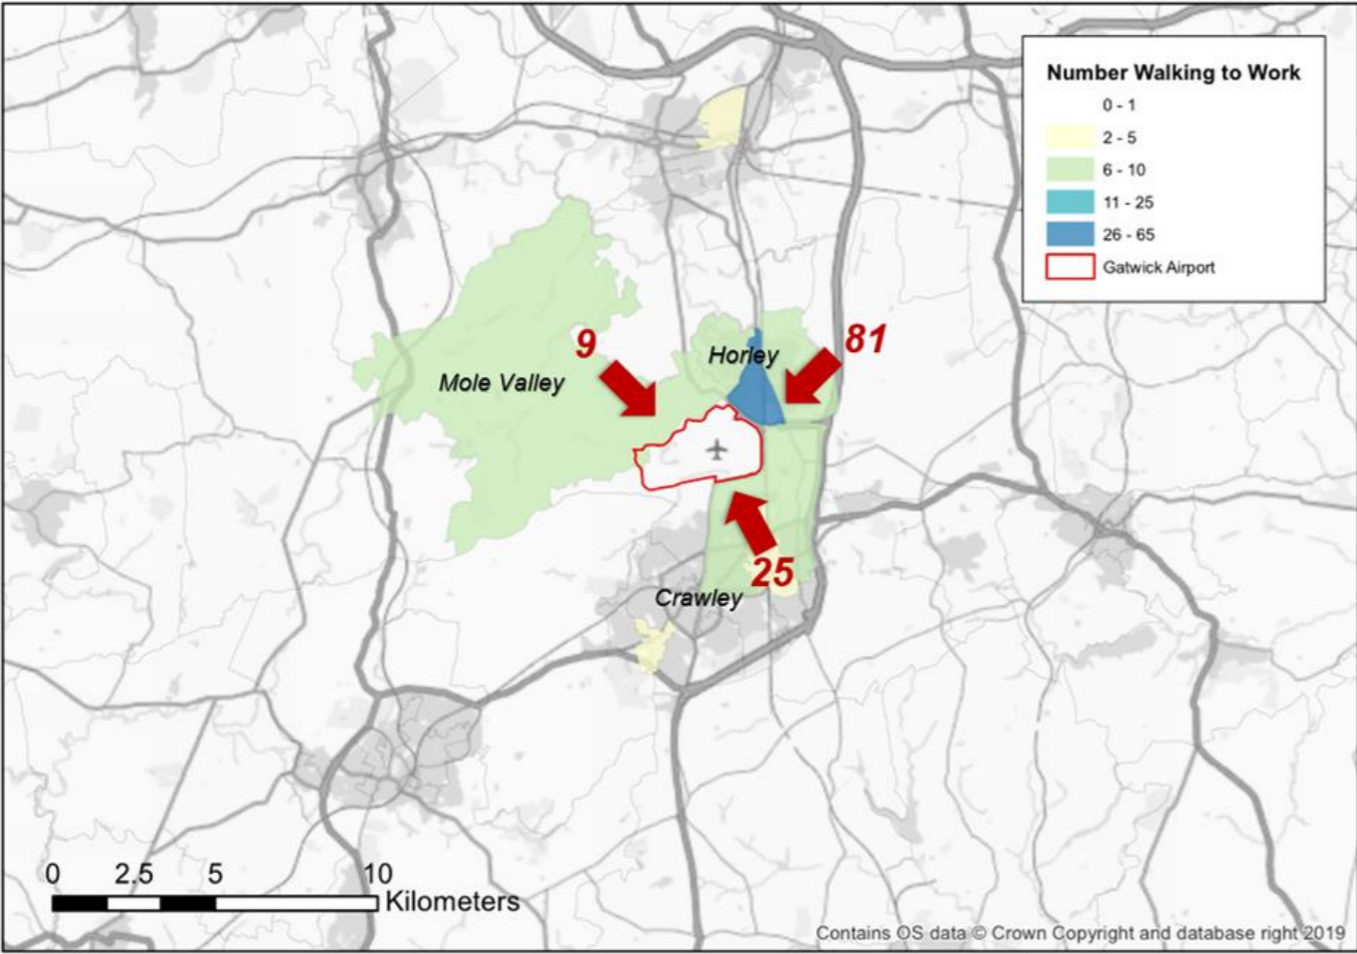 Number Walking to Work
0 - 1
2 - 5
6 - 10
11 - 25
26 - 65
Gatwick Airport
9
81
Horley
Mole Valley
25
Crawley
0 2.5 5 10
Kilometers
Contains OS data © Crown Copyright and database right 2019